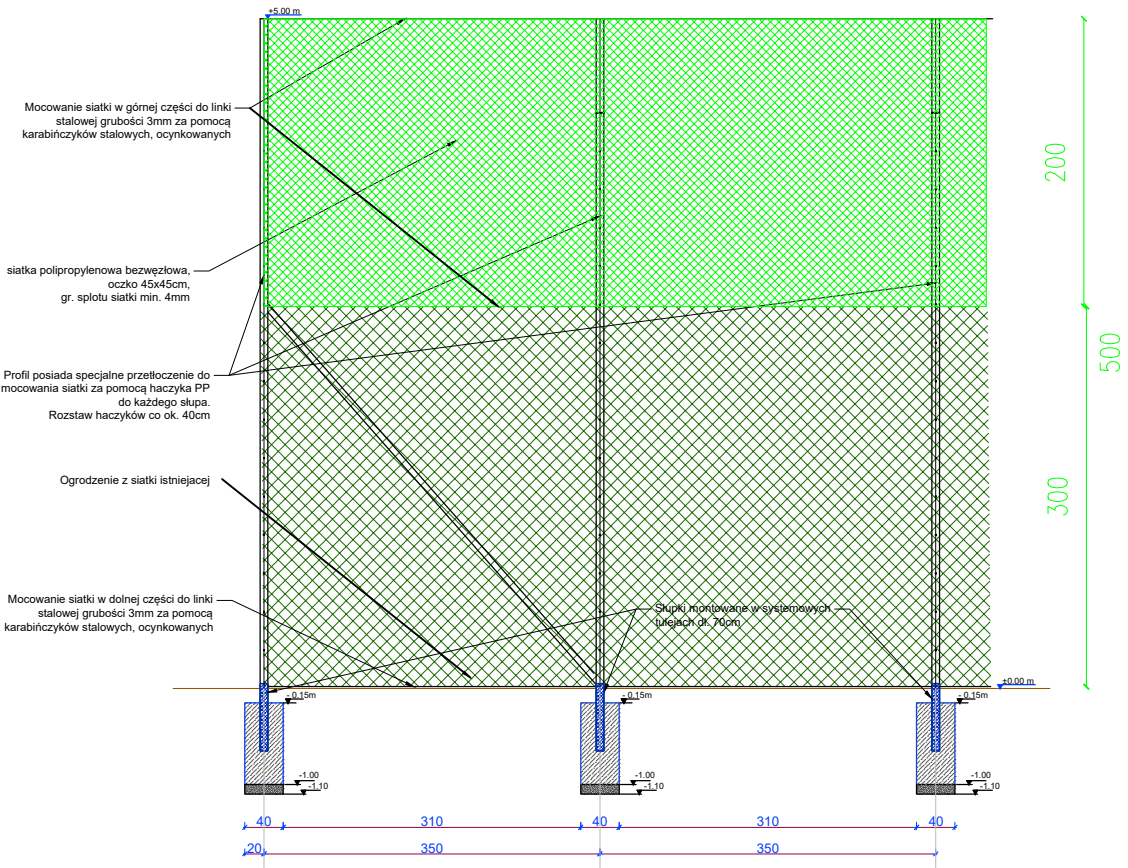 +5.00 m
Mocowanie siatki w górnej części do linki
stalowej grubości 3mm za pomocą
karabińczyków stalowych, ocynkowanych
200
siatka polipropylenowa bezwęzłowa,
oczko 45x45cm,
gr. splotu siatki min. 4mm
500
Profil posiada specjalne przetłoczenie do
mocowania siatki za pomocą haczyka PP
do każdego słupa.
Rozstaw haczyków co ok. 40cm
Ogrodzenie z siatki istniejacej
300
Mocowanie siatki w dolnej części do linki
stalowej grubości 3mm za pomocą
karabińczyków stalowych, ocynkowanych
Słupki montowane w systemowych
tulejach dł. 70cm
±0.00 m
- 0.15m
- 0.15m
- 0.15m
-1.00
-1.10
-1.00
-1.10
-1.00
-1.10
40
310
40
310
40
20
350
350